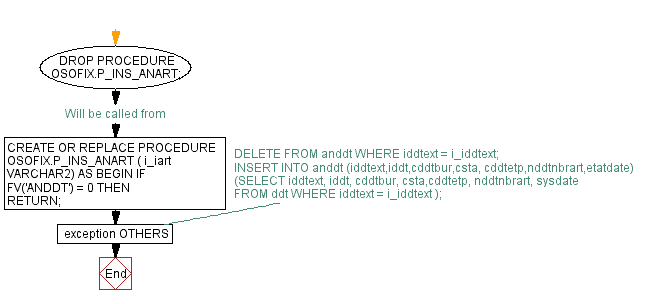 DROP PROCEDURE
OSOFIX.P_INS_ANART;
Will be called from
CREATE OR REPLACE PROCEDURE
OSOFIX.P_INS_ANART ( i_iart
VARCHAR2) AS BEGIN IF
FV('ANDDT') = 0 THEN
RETURN;
DELETE FROM anddt WHERE iddtext = i_iddtext;
INSERT INTO anddt (iddtext,iddt,cddtbur,csta, cddtetp,nddtnbrart,etatdate)
(SELECT iddtext, iddt, cddtbur, csta,cddtetp, nddtnbrart, sysdate
FROM ddt WHERE iddtext = i_iddtext );
exception OTHERS
End